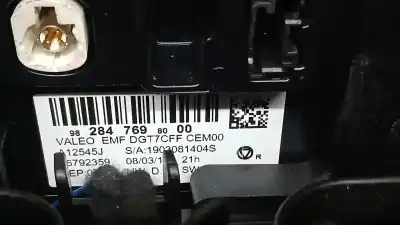 98 284 769 80 00
VALEO EMF DGT7CFF CEM00
A12545J S/A:1903081404S
5792359 08/03/1 21h
R